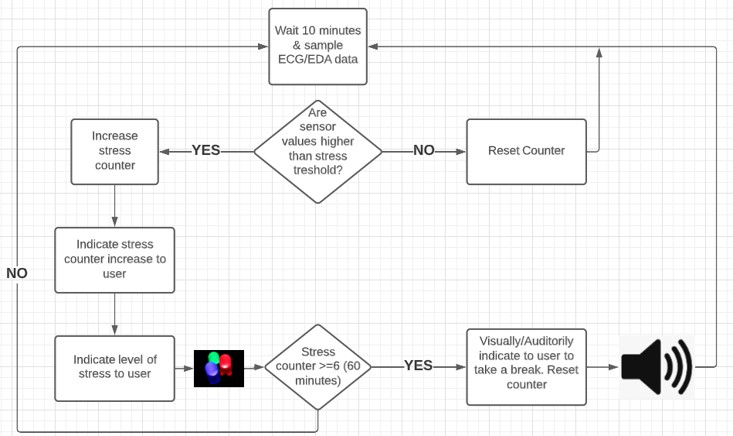 Wait 10 minutes
& sample
ECG/EDA data
Are
sensor
values higher
than stress
treshold?
YES
NO
Increase
stress
counter
Reset Counter
Indicate stress
counter increase to
user
NO
Indicate level of
stress to user
Stress
counter >=6 (60
minutes)
YES
Visually/Auditorily
indicate to user to
take a break. Reset
counter